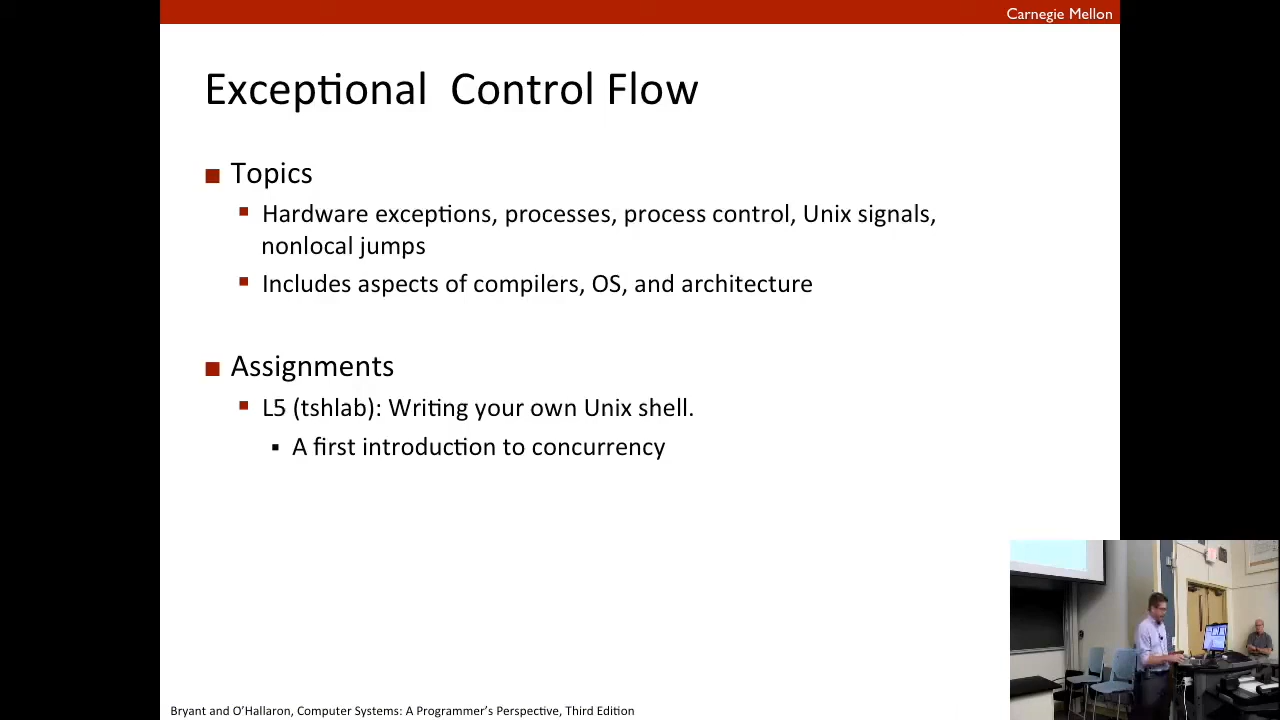 Carnegie Mellon
Exceptional Control Flow
Topics
Hardware exceptions, processes, process control, Unix signals,
nonlocal jumps
Includes aspects of compilers, OS, and architecture
Assignments
L5 (tshlab): Writing your own Unix shell.
A first introduction to concurrency
Bryant and O'Hallaron, Computer Systems: A Programmer's Perspective, Third Edition